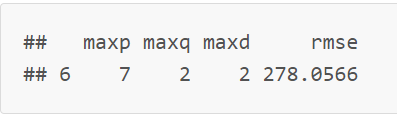 ##   maxp maxq maxd     rmse
## 6    7    2    2 278.0566